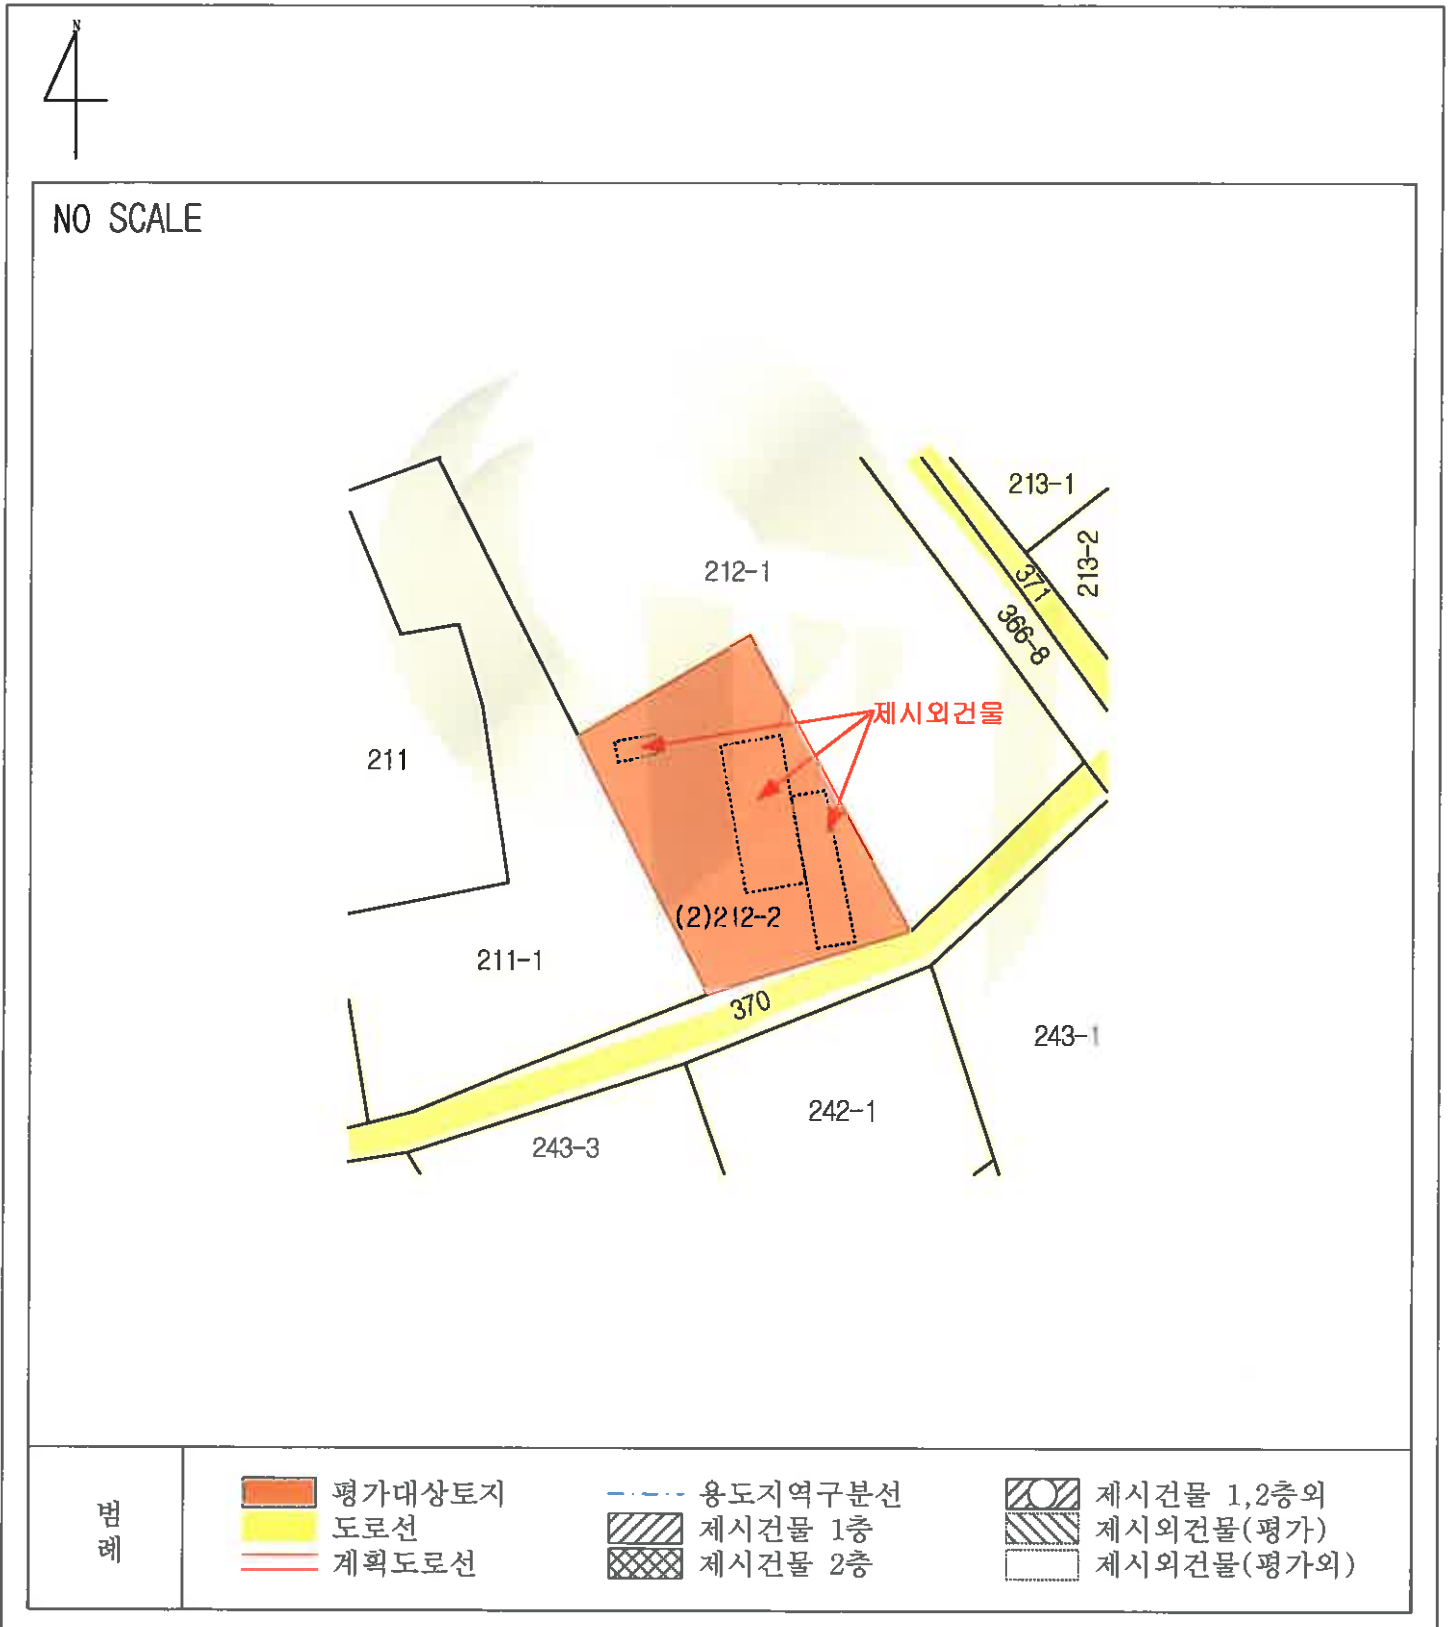 N
NO SCALE
213-1
213-2
371
366-8
212-1
제시외건물
211
(2)212-2
211-1
370
243-1
242-1
243-3
범례
평가대상토지
용도지역구분선
제시건물 1,2층외
도로선
제시건물 1층
제시외건물(평가)
계획도로선
제시건물 2층
제시외건물(평가외)